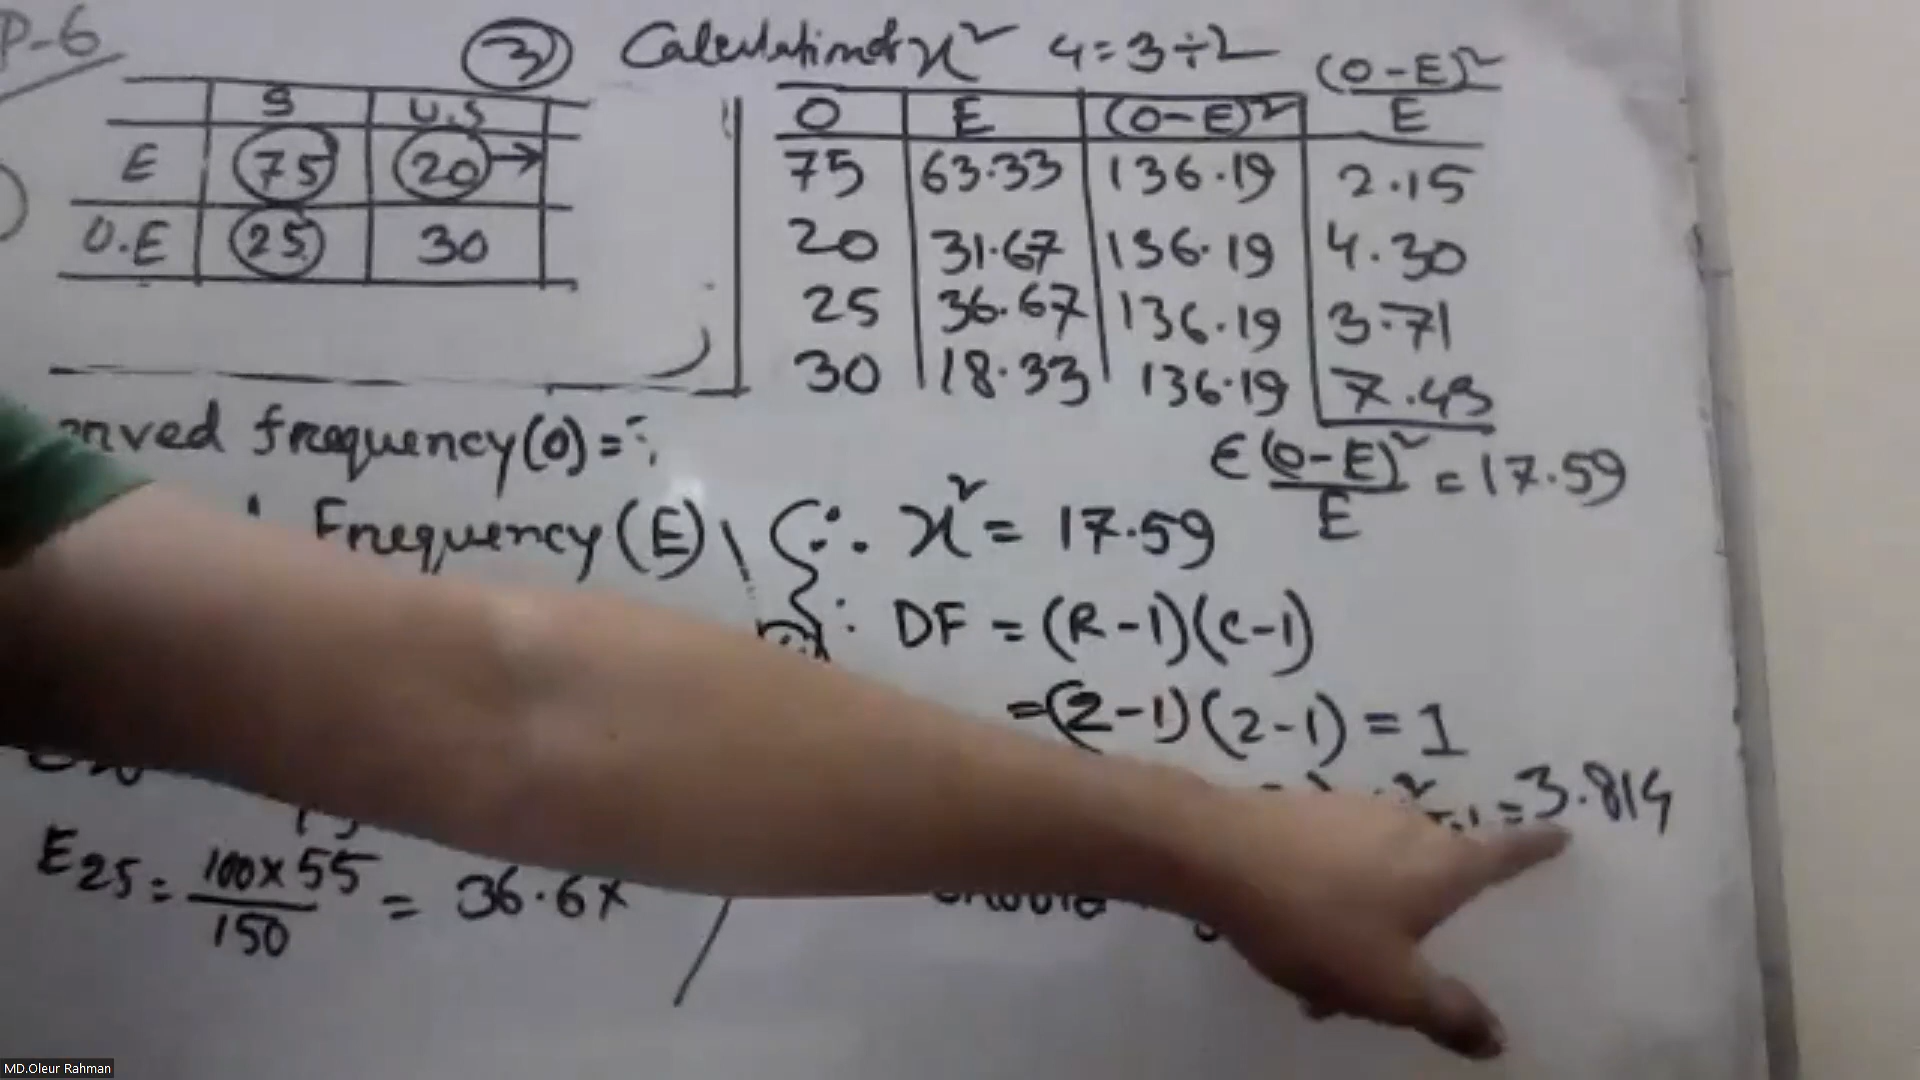 P-6
S U.S
E 75 20 →
U.E 25 30
③ Calculation of x² 4=3÷2
O E (O-E)² (O-E)²/E
75 63.33 136.19 2.15
20 31.67 136.19 4.30
25 36.67 136.19 3.71
30 18.33 136.19 7.43
∈(O-E)²/E = 17.59
frequency(O) =
Frequency (E)
E25 = 100×55/150 = 36.67
∴ x² = 17.59
DF = (R-1)(C-1)
= (2-1)(2-1) = 1
= 3.814
MD.Oleur Rahman